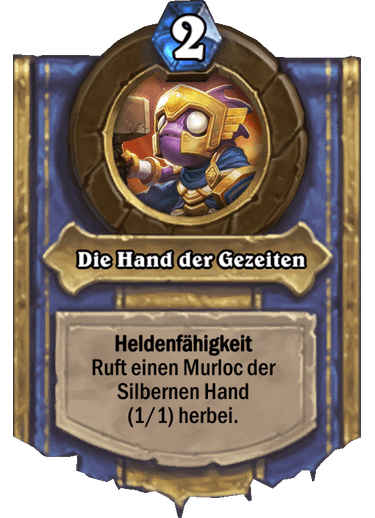 2
Die Hand der Gezeiten
Heldenfähigkeit
Ruft einen Murloc der
Silbernen Hand
(1/1) herbei.